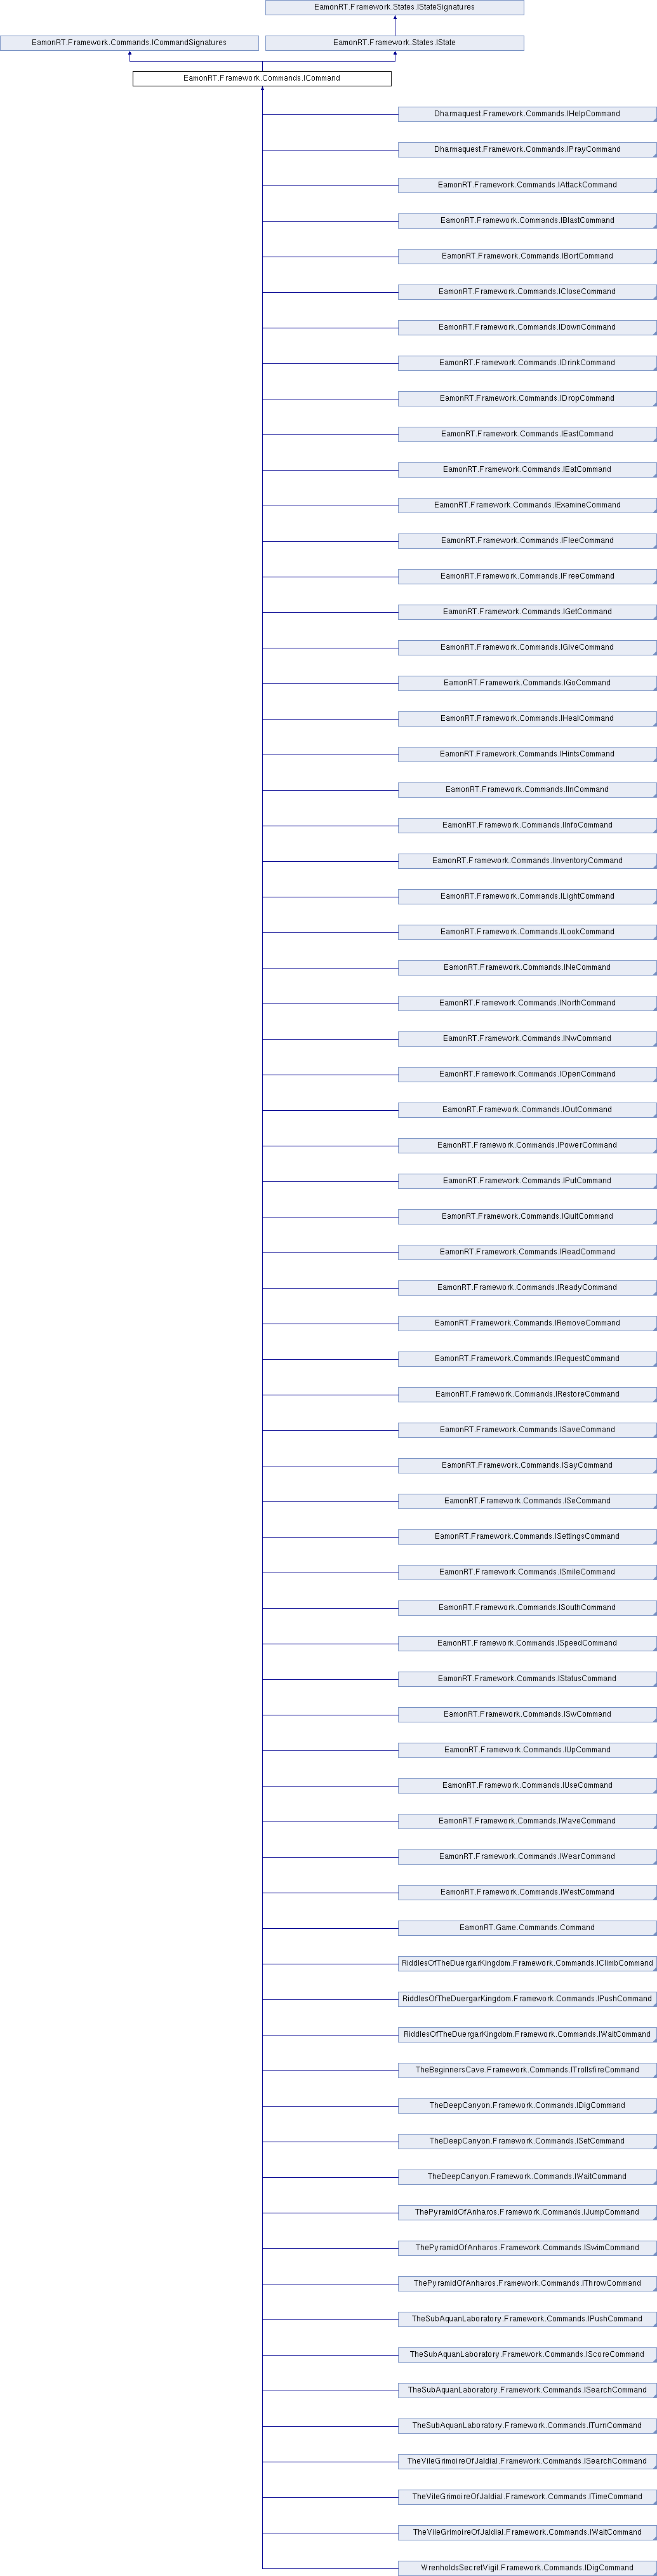 EamonRT.Framework.States.IStateSignatures
EamonRT.Framework.Commands.ICommandSignatures
EamonRT.Framework.States.IState
EamonRT.Framework.Commands.ICommand
Dharmaquest.Framework.Commands.IHelpCommand
Dharmaquest.Framework.Commands.IPrayCommand
EamonRT.Framework.Commands.IAttackCommand
EamonRT.Framework.Commands.IBlastCommand
EamonRT.Framework.Commands.IBortCommand
EamonRT.Framework.Commands.ICloseCommand
EamonRT.Framework.Commands.IDownCommand
EamonRT.Framework.Commands.IDrinkCommand
EamonRT.Framework.Commands.IDropCommand
EamonRT.Framework.Commands.IEastCommand
EamonRT.Framework.Commands.IEatCommand
EamonRT.Framework.Commands.IExamineCommand
EamonRT.Framework.Commands.IFleeCommand
EamonRT.Framework.Commands.IFreeCommand
EamonRT.Framework.Commands.IGetCommand
EamonRT.Framework.Commands.IGiveCommand
EamonRT.Framework.Commands.IGoCommand
EamonRT.Framework.Commands.IHealCommand
EamonRT.Framework.Commands.IHintsCommand
EamonRT.Framework.Commands.IInCommand
EamonRT.Framework.Commands.IInfoCommand
EamonRT.Framework.Commands.IInventoryCommand
EamonRT.Framework.Commands.ILightCommand
EamonRT.Framework.Commands.ILookCommand
EamonRT.Framework.Commands.INeCommand
EamonRT.Framework.Commands.INorthCommand
EamonRT.Framework.Commands.INwCommand
EamonRT.Framework.Commands.IOpenCommand
EamonRT.Framework.Commands.IOutCommand
EamonRT.Framework.Commands.IPowerCommand
EamonRT.Framework.Commands.IPutCommand
EamonRT.Framework.Commands.IQuitCommand
EamonRT.Framework.Commands.IReadCommand
EamonRT.Framework.Commands.IReadyCommand
EamonRT.Framework.Commands.IRemoveCommand
EamonRT.Framework.Commands.IRequestCommand
EamonRT.Framework.Commands.IRestoreCommand
EamonRT.Framework.Commands.ISaveCommand
EamonRT.Framework.Commands.ISayCommand
EamonRT.Framework.Commands.ISeCommand
EamonRT.Framework.Commands.ISettingsCommand
EamonRT.Framework.Commands.ISmileCommand
EamonRT.Framework.Commands.ISouthCommand
EamonRT.Framework.Commands.ISpeedCommand
EamonRT.Framework.Commands.IStatusCommand
EamonRT.Framework.Commands.ISwCommand
EamonRT.Framework.Commands.IUpCommand
EamonRT.Framework.Commands.IUseCommand
EamonRT.Framework.Commands.IWaveCommand
EamonRT.Framework.Commands.IWearCommand
EamonRT.Framework.Commands.IWestCommand
EamonRT.Game.Commands.Command
RiddlesOfTheDuergarKingdom.Framework.Commands.IClimbCommand
RiddlesOfTheDuergarKingdom.Framework.Commands.IPushCommand
RiddlesOfTheDuergarKingdom.Framework.Commands.IWaitCommand
TheBeginnersCave.Framework.Commands.ITrollsfireCommand
TheDeepCanyon.Framework.Commands.IDigCommand
TheDeepCanyon.Framework.Commands.ISetCommand
TheDeepCanyon.Framework.Commands.IWaitCommand
ThePyramidOfAnharos.Framework.Commands.IJumpCommand
ThePyramidOfAnharos.Framework.Commands.ISwimCommand
ThePyramidOfAnharos.Framework.Commands.IThrowCommand
TheSubAquanLaboratory.Framework.Commands.IPushCommand
TheSubAquanLaboratory.Framework.Commands.IScoreCommand
TheSubAquanLaboratory.Framework.Commands.ISearchCommand
TheSubAquanLaboratory.Framework.Commands.ITurnCommand
TheVileGrimoireOfJaldial.Framework.Commands.ISearchCommand
TheVileGrimoireOfJaldial.Framework.Commands.ITimeCommand
TheVileGrimoireOfJaldial.Framework.Commands.IWaitCommand
WrenholdsSecretVigil.Framework.Commands.IDigCommand